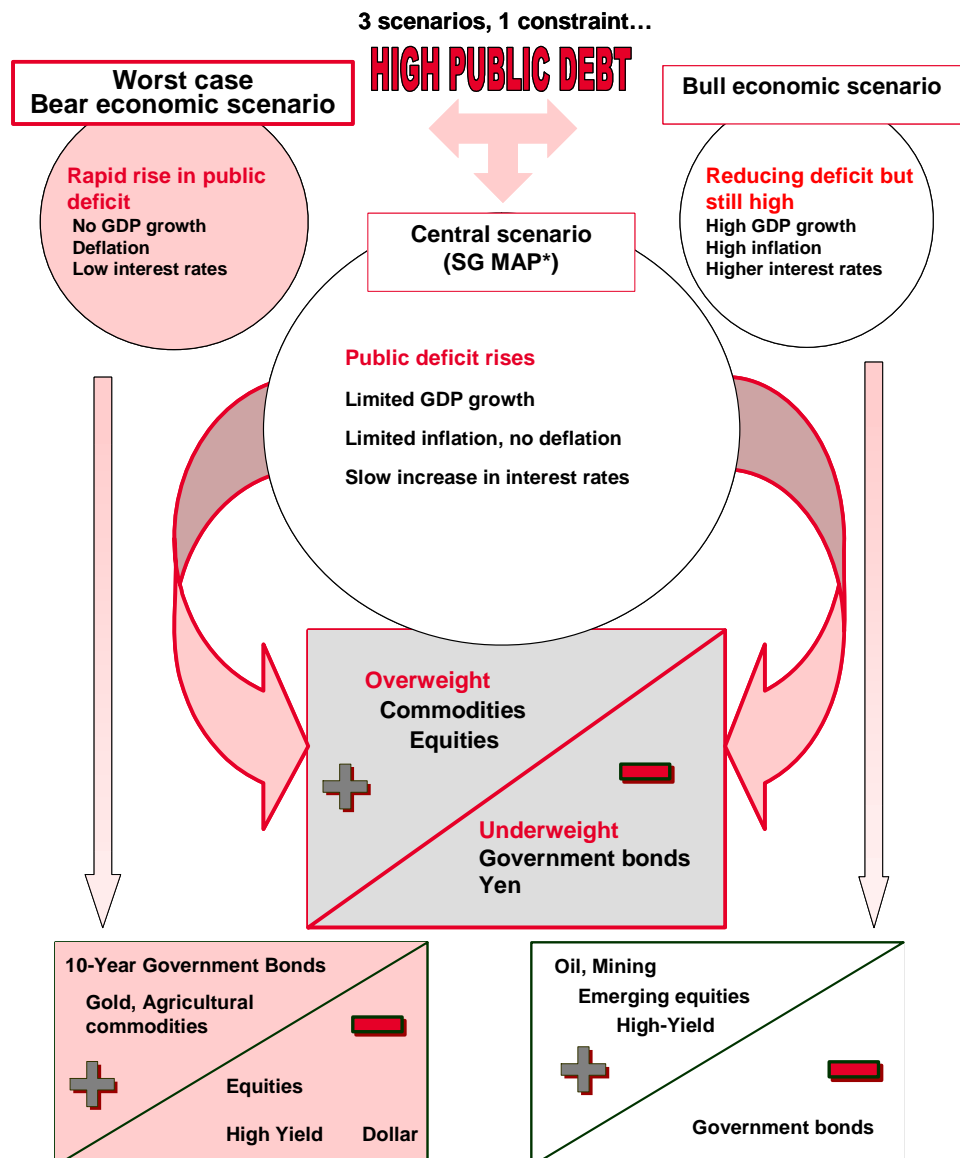 3 scenarios, 1 constraint…
HIGH PUBLIC DEBT
Worst case
Bear economic scenario
Rapid rise in public
deficit
No GDP growth
Deflation
Low interest rates
Bull economic scenario
Reducing deficit but
still high
High GDP growth
High inflation
Higher interest rates
Central scenario
(SG MAP*)
Public deficit rises
Limited GDP growth
Limited inflation, no deflation
Slow increase in interest rates
Overweight
Commodities
Equities
Underweight
Government bonds
Yen
10-Year Government Bonds
Gold, Agricultural
commodities
Equities
High Yield Dollar
Oil, Mining
Emerging equities
High-Yield
Government bonds